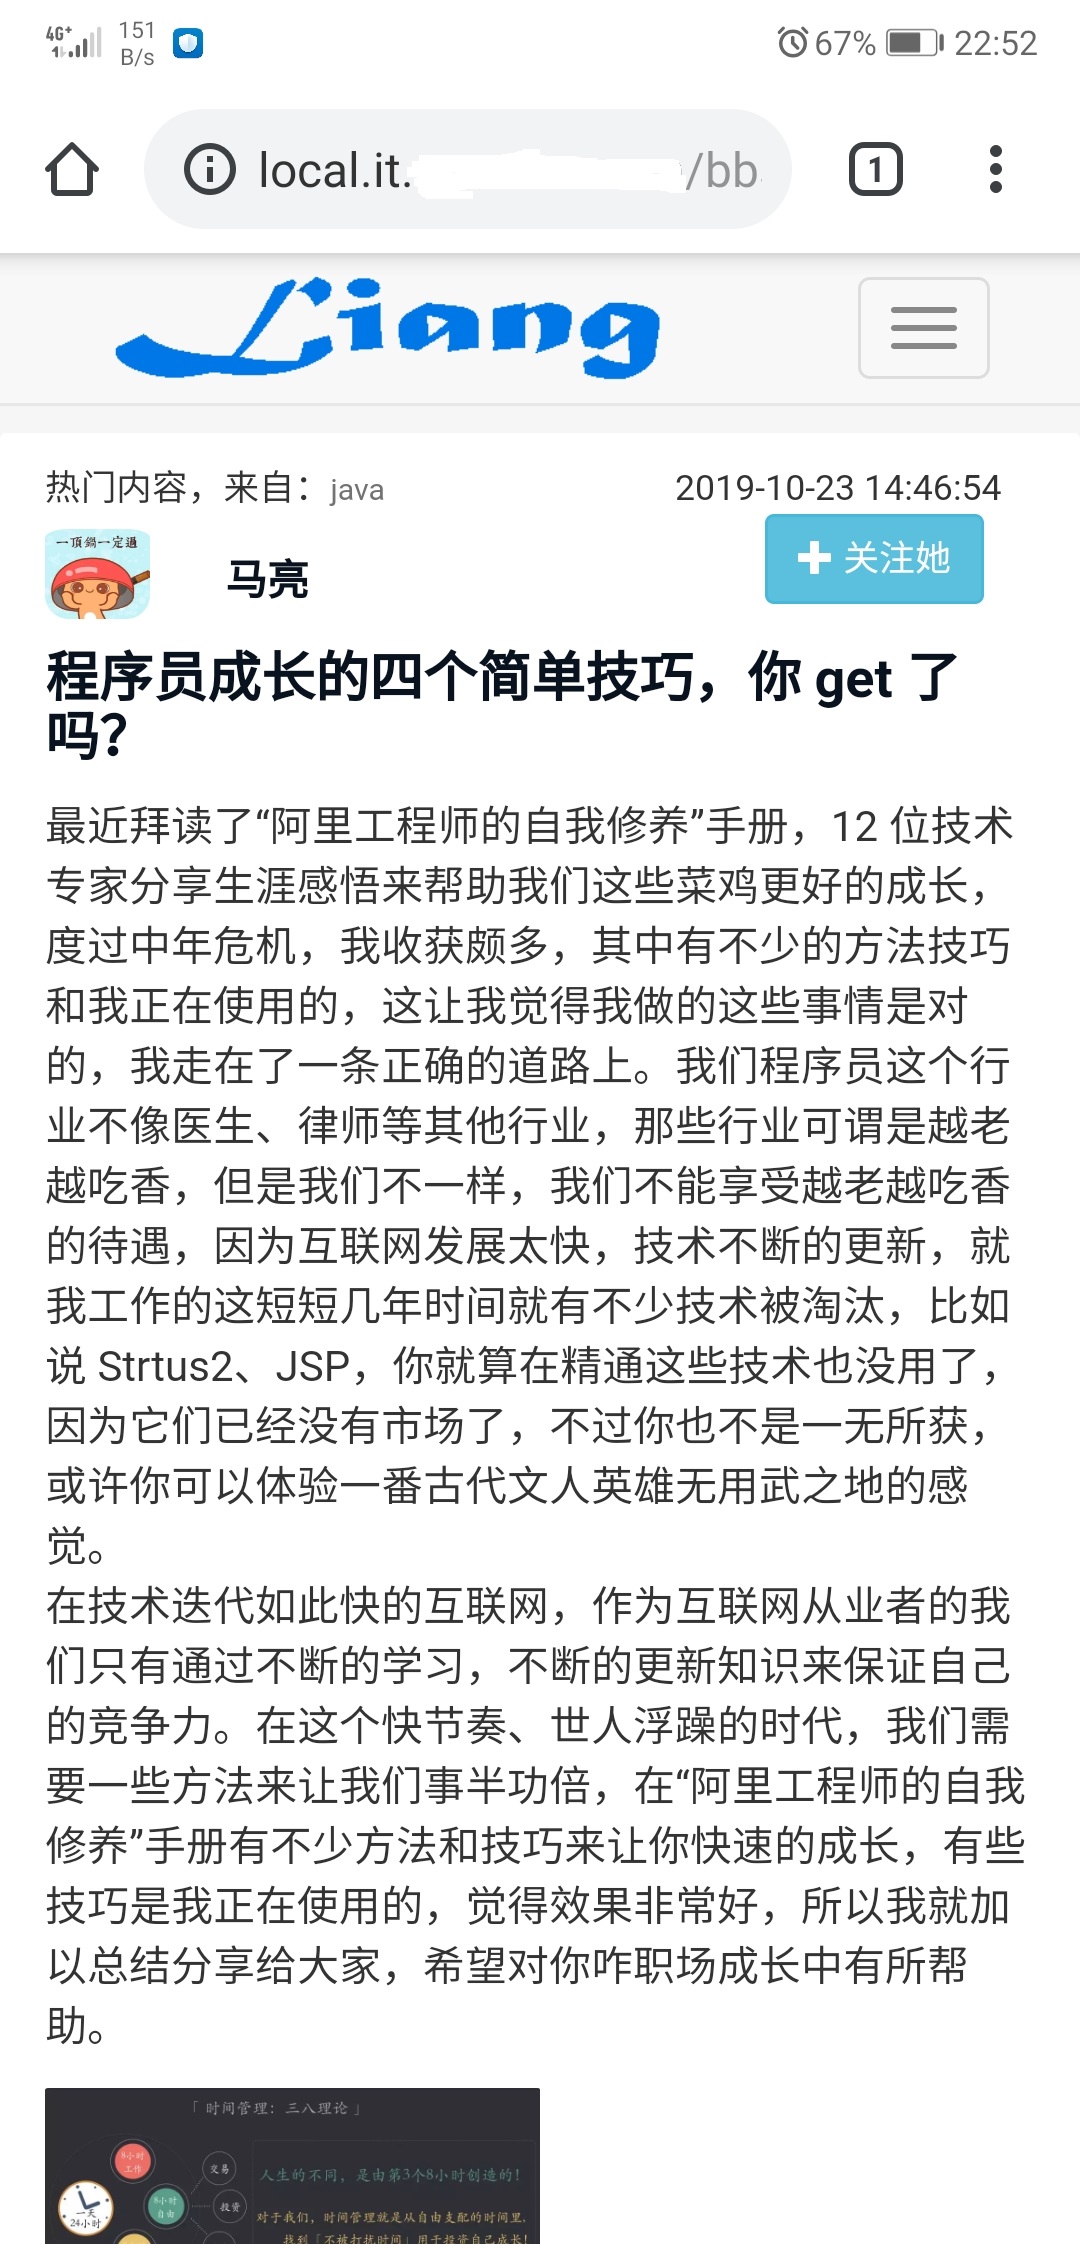 4G+
151
B/s
67%
22:52
local.it.
/bb
1
Liang
热门内容，来自：java
2019-10-23 14:46:54
一頂鍋一定過
马亮
关注她
程序员成长的四个简单技巧，你 get 了
吗？
最近拜读了“阿里工程师的自我修养”手册，12 位技术
专家分享生涯感悟来帮助我们这些菜鸡更好的成长，
度过中年危机，我收获颇多，其中有不少的方法技巧
和我正在使用的，这让我觉得我做的这些事情是对
的，我走在了一条正确的道路上。我们程序员这个行
业不像医生、律师等其他行业，那些行业可谓是越老
越吃香，但是我们不一样，我们不能享受越老越吃香
的待遇，因为互联网发展太快，技术不断的更新，就
我工作的这短短几年时间就有不少技术被淘汰，比如
说 Strtus2、JSP，你就算在精通这些技术也没用了，
因为它们已经没有市场了，不过你也不是一无所获，
或许你可以体验一番古代文人英雄无用武之地的感
觉。
在技术迭代如此快的互联网，作为互联网从业者的我
们只有通过不断的学习，不断的更新知识来保证自己
的竞争力。在这个快节奏、世人浮躁的时代，我们需
要一些方法来让我们事半功倍，在“阿里工程师的自我
修养”手册有不少方法和技巧来让你快速的成长，有些
技巧是我正在使用的，觉得效果非常好，所以我就加
以总结分享给大家，希望对你咋职场成长中有所帮
助。
「时间管理：三八理论」
8小时
工作
交易
人生的不同，是由第3个8小时创造的！
8小时
自由
投资
一天
24小时
对于我们，时间管理就是从自由支配的时间里，
找到「不被打扰时间」用于投资自己成长！